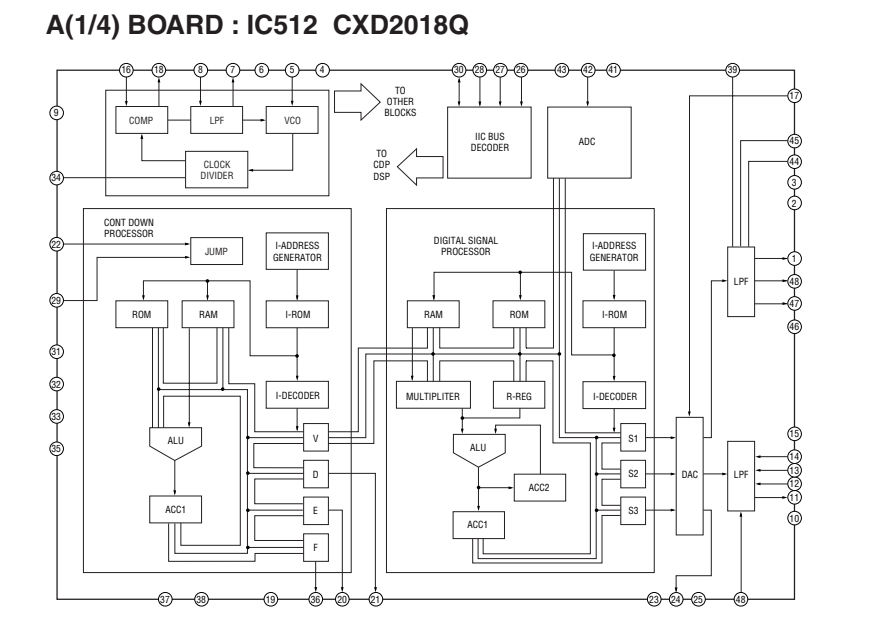 A(1/4) BOARD : IC512 CXD2018Q
16 18 8 7 6 5 4 30 28 27 26 43 42 41 39
TO
OTHER
BLOCKS
9
17
COMP
LPF
VCO
IIC BUS
DECODER
ADC
45
44
CLOCK
DIVIDER
TO
CDP
DSP
34
3
2
CONT DOWN
PROCESSOR
22
JUMP
I-ADDRESS
GENERATOR
DIGITAL SIGNAL
PROCESSOR
I-ADDRESS
GENERATOR
1
LPF
48
29
47
ROM
RAM
I-ROM
RAM
ROM
I-ROM
46
31
32
I-DECODER
MULTIPLITER
R-REG
I-DECODER
33
35
ALU
V
ALU
S1
15
14
D
S2
DAC
LPF
13
12
ACC2
11
ACC1
E
ACC1
S3
10
F
37 38 19 36 20 21 23 24 25 48